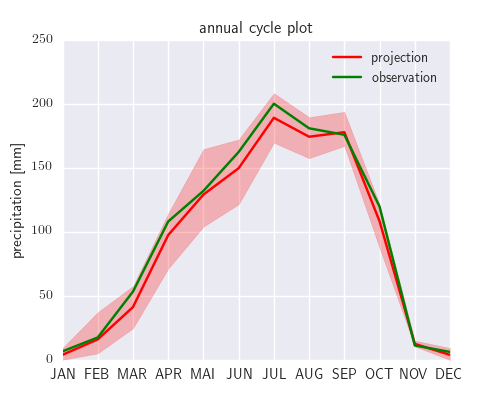 annual cycle plot
projection
observation
precipitation [mm]
250
200
150
100
50
0
JAN FEB MAR APR MAI JUN JUL AUG SEP OCT NOV DEC